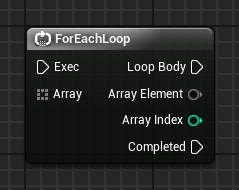 ForEachLoop
Exec Loop Body
Array Array Element
Array Index
Completed